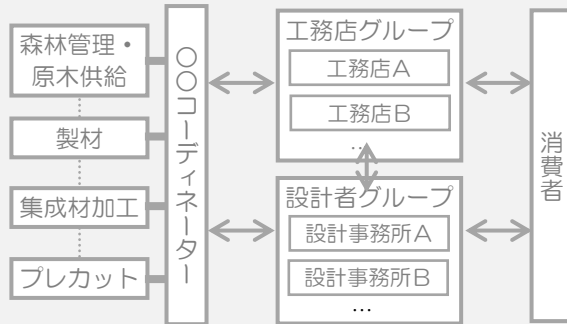 森林管理・
原木供給
製材
集成材加工
プレカット
〇〇コーディネーター
工務店グループ
工務店A
工務店B
…
設計者グループ
設計事務所A
設計事務所B
…
消費者